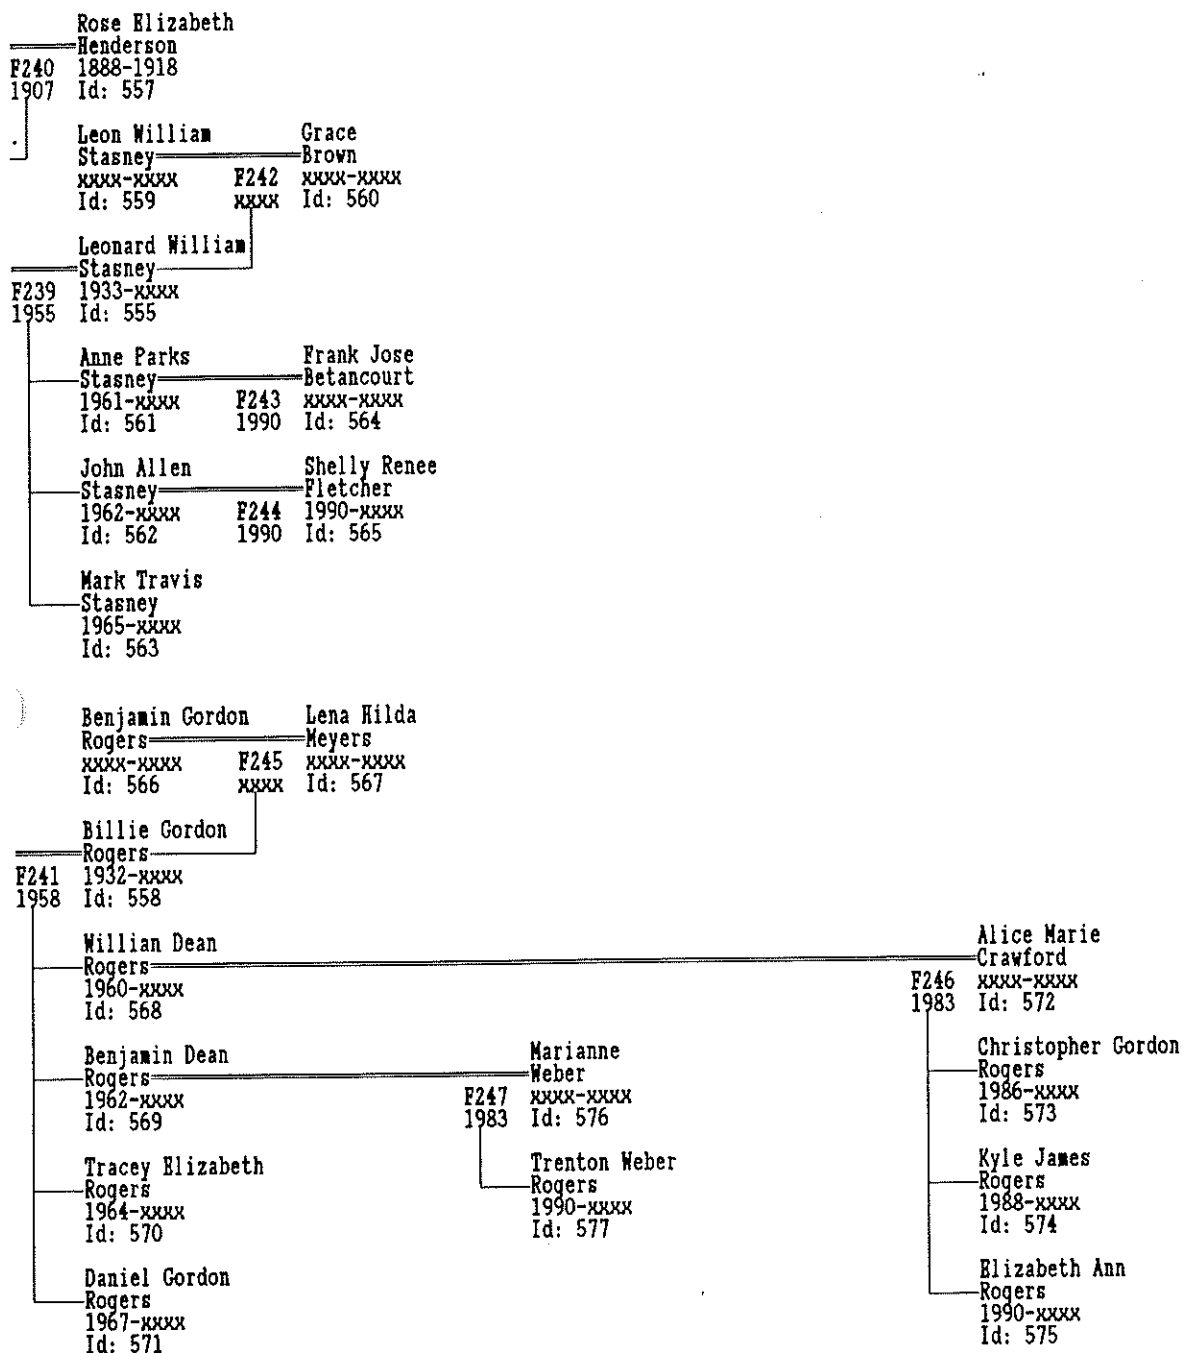 Rose Elizabeth
Henderson
F240 1888-1918
1907 Id: 557
Leon William Grace
Stasney Brown
xxxx-xxxx F242 xxxx-xxxx
Id: 559 xxxx Id: 560
Leonard William
Stasney
F239 1933-xxxx
1955 Id: 555
Anne Parks Frank Jose
Stasney Betancourt
1961-xxxx F243 xxxx-xxxx
Id: 561 1990 Id: 564
John Allen Shelly Renee
Stasney Fletcher
1962-xxxx F244 1990-xxxx
Id: 562 1990 Id: 565
Mark Travis
Stasney
1965-xxxx
Id: 563
Benjamin Gordon Lena Hilda
Rogers Meyers
xxxx-xxxx F245 xxxx-xxxx
Id: 566 xxxx Id: 567
Billie Gordon
Rogers
F241 1932-xxxx
1958 Id: 558
Willian Dean Alice Marie
Rogers Crawford
1960-xxxx F246 xxxx-xxxx
Id: 568 1983 Id: 572
Benjamin Dean Marianne Christopher Gordon
Rogers Weber Rogers
1962-xxxx F247 xxxx-xxxx 1986-xxxx
Id: 569 1983 Id: 576 Id: 573
Tracey Elizabeth Trenton Weber Kyle James
Rogers Rogers Rogers
1964-xxxx 1990-xxxx 1988-xxxx
Id: 570 Id: 577 Id: 574
Daniel Gordon Elizabeth Ann
Rogers Rogers
1967-xxxx 1990-xxxx
Id: 571 Id: 575